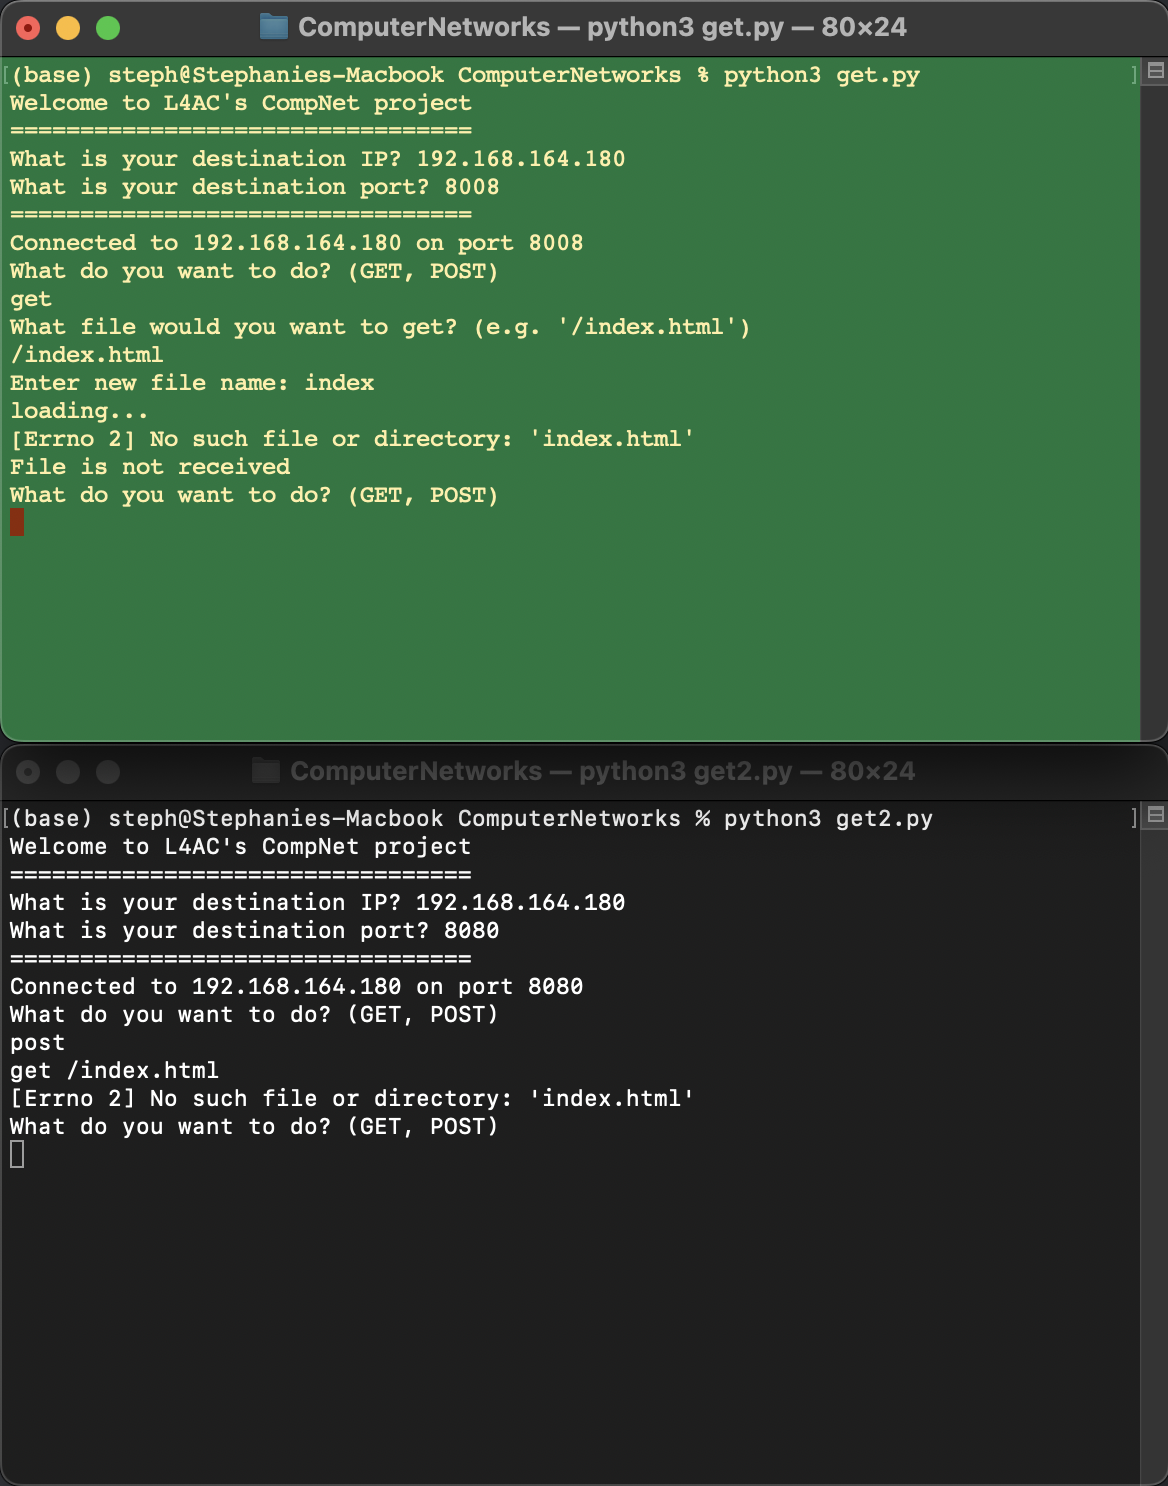 ComputerNetworks — python3 get.py — 80×24
[(base) steph@Stephanies-Macbook ComputerNetworks % python3 get.py ]
Welcome to L4AC's CompNet project
=================================
What is your destination IP? 192.168.164.180
What is your destination port? 8008
=================================
Connected to 192.168.164.180 on port 8008
What do you want to do? (GET, POST)
get
What file would you want to get? (e.g. '/index.html')
/index.html
Enter new file name: index
loading...
[Errno 2] No such file or directory: 'index.html'
File is not received
What do you want to do? (GET, POST)
ComputerNetworks — python3 get2.py — 80×24
[(base) steph@Stephanies-Macbook ComputerNetworks % python3 get2.py ]
Welcome to L4AC's CompNet project
=================================
What is your destination IP? 192.168.164.180
What is your destination port? 8080
=================================
Connected to 192.168.164.180 on port 8080
What do you want to do? (GET, POST)
post
get /index.html
[Errno 2] No such file or directory: 'index.html'
What do you want to do? (GET, POST)